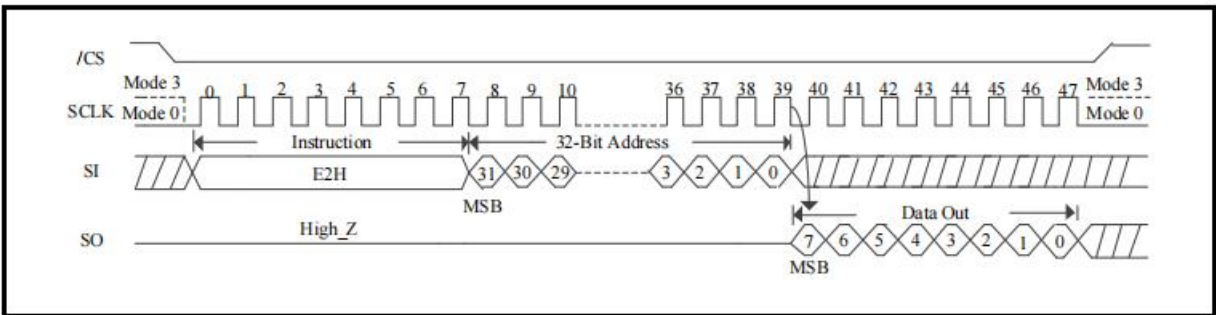 /CS
Mode 3
0 1 2 3 4 5 6 7 8 9 10 36 37 38 39 40 41 42 43 44 45 46 47
Mode 3
SCLK Mode 0
Mode 0
Instruction
32-Bit Address
SI
E2H
31 30 29 3 2 1 0
MSB
High_Z
Data Out
SO
7 6 5 4 3 2 1 0
MSB